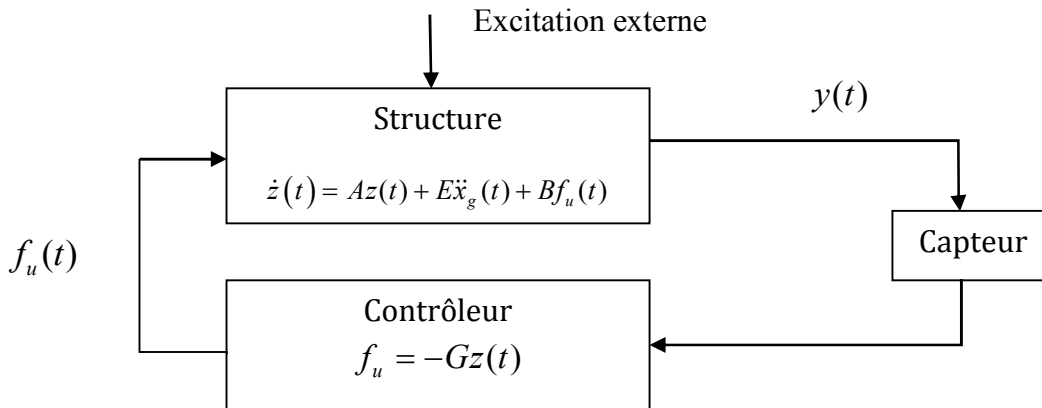 Excitation externe
Structure
y(t)
ż(t) = Az(t) + Eẍ_g(t) + Bf_u(t)
Capteur
f_u(t)
Contrôleur
f_u = −Gz(t)